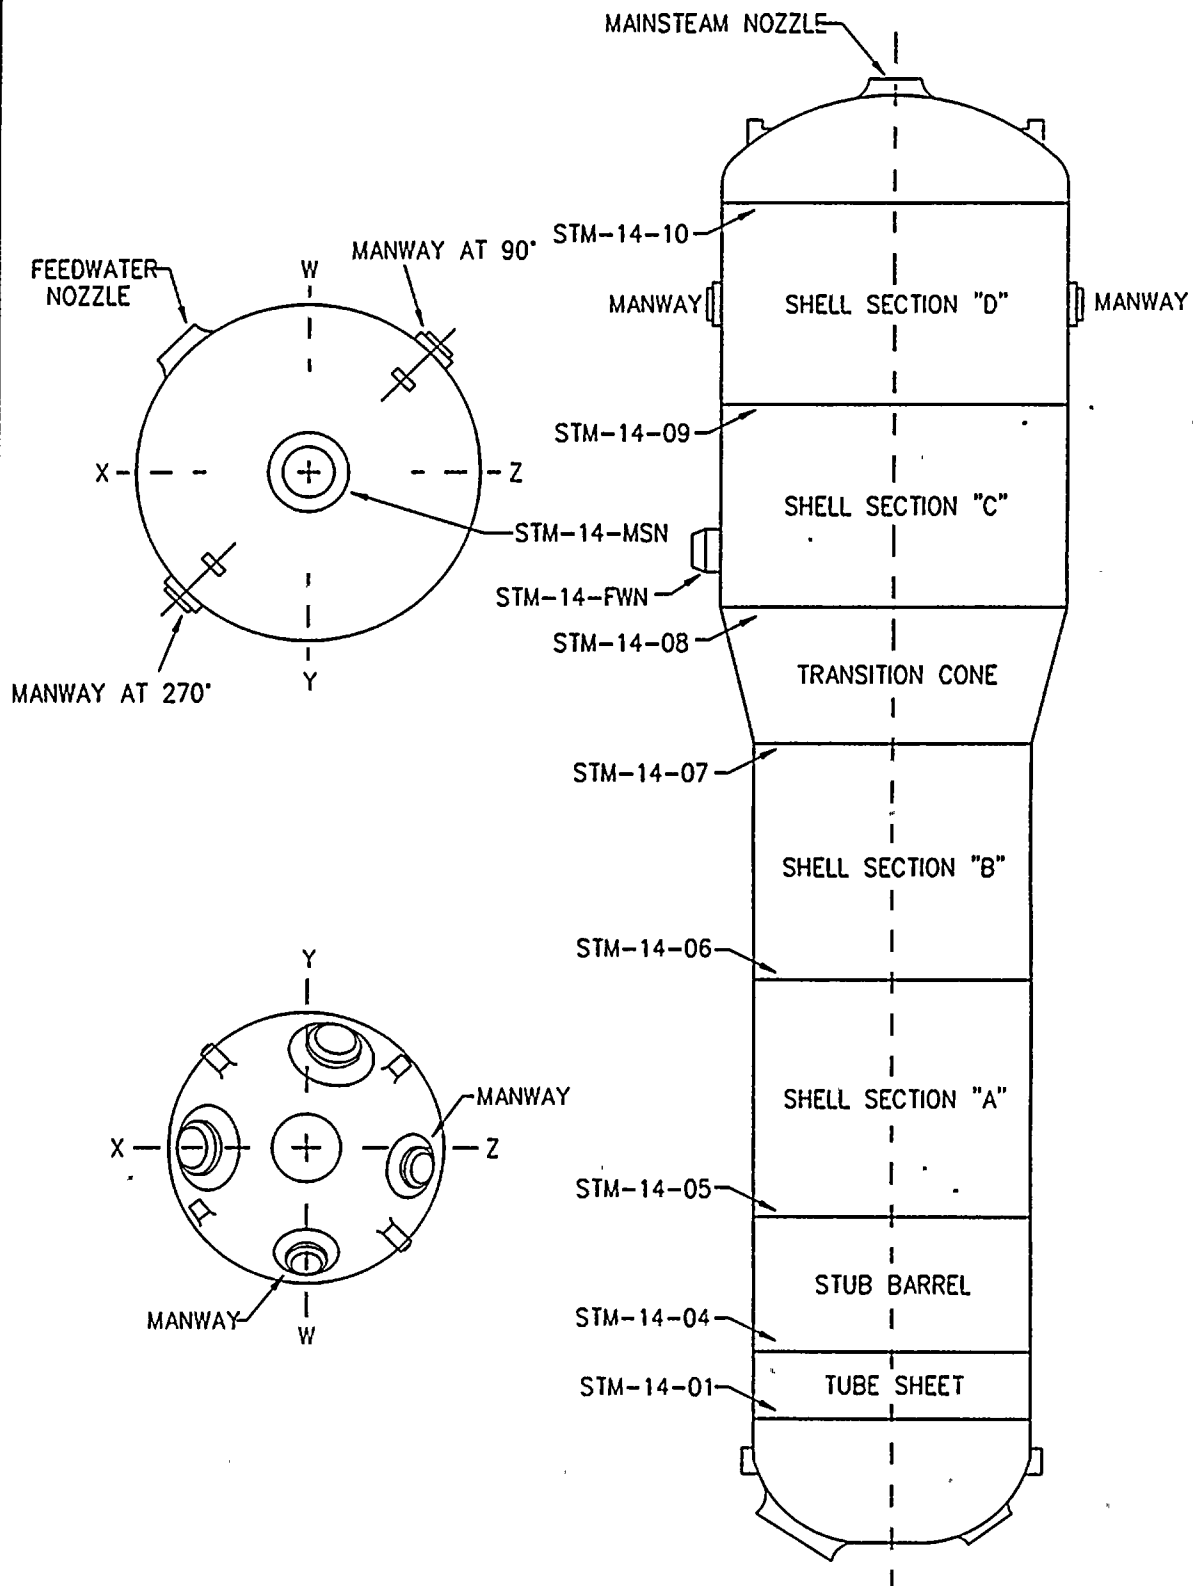 MAINSTEAM NOZZLE
STM-14-10
MANWAY AT 90°
FEEDWATER
NOZZLE
W
MANWAY
SHELL SECTION "D"
MANWAY
STM-14-09
X
Z
SHELL SECTION "C"
STM-14-MSN
STM-14-FWN
STM-14-08
TRANSITION CONE
Y
MANWAY AT 270°
STM-14-07
SHELL SECTION "B"
STM-14-06
Y
MANWAY
SHELL SECTION "A"
X
Z
STM-14-05
STUB BARREL
MANWAY
W
STM-14-04
STM-14-01
TUBE SHEET